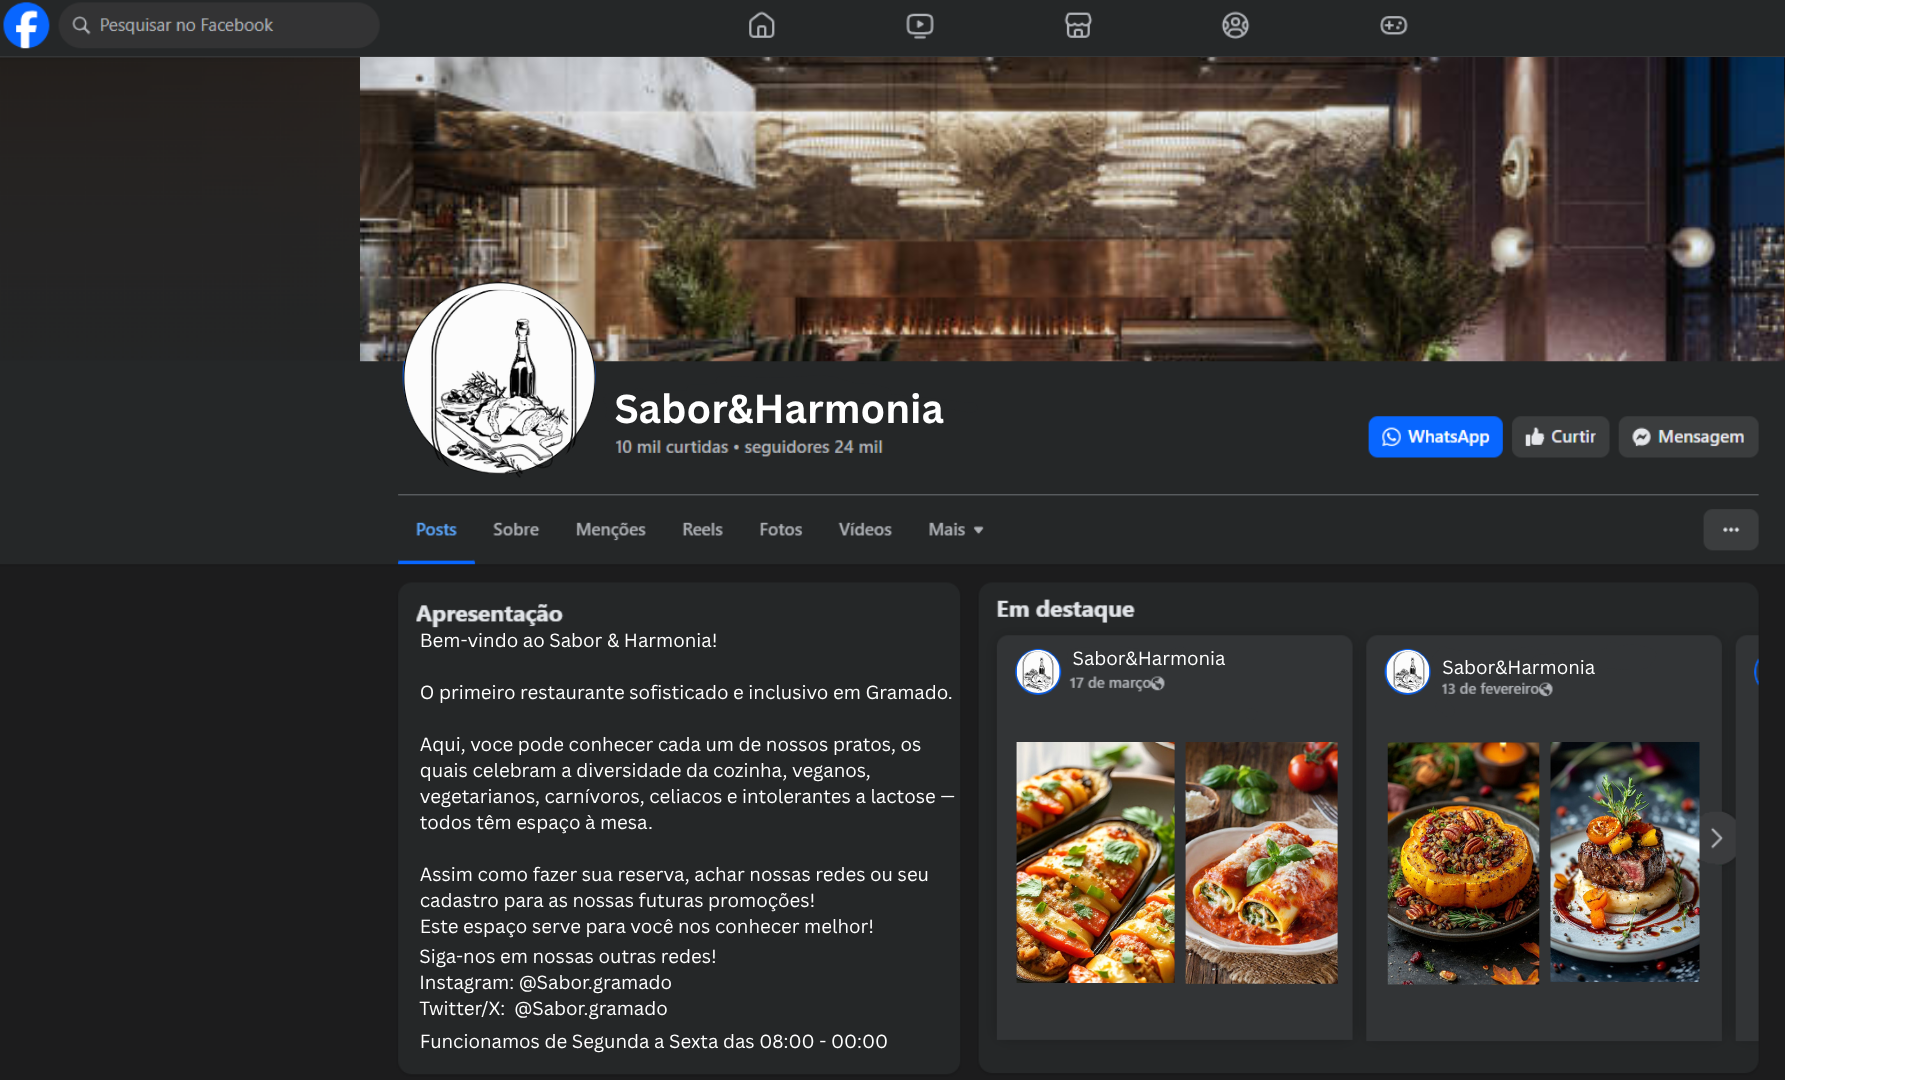 Pesquisar no Facebook
Sabor&Harmonia
10 mil curtidas • seguidores 24 mil
WhatsApp
Curtir
Mensagem
Posts
Sobre
Menções
Reels
Fotos
Vídeos
Mais
Apresentação
Bem-vindo ao Sabor & Harmonia!
O primeiro restaurante sofisticado e inclusivo em Gramado.
Aqui, voce pode conhecer cada um de nossos pratos, os
quais celebram a diversidade da cozinha, veganos,
vegetarianos, carnívoros, celiacos e intolerantes a lactose —
todos têm espaço à mesa.
Assim como fazer sua reserva, achar nossas redes ou seu
cadastro para as nossas futuras promoções!
Este espaço serve para você nos conhecer melhor!
Siga-nos em nossas outras redes!
Instagram: @Sabor.gramado
Twitter/X:  @Sabor.gramado
Funcionamos de Segunda a Sexta das 08:00 - 00:00
Em destaque
Sabor&Harmonia
17 de março
Sabor&Harmonia
13 de fevereiro